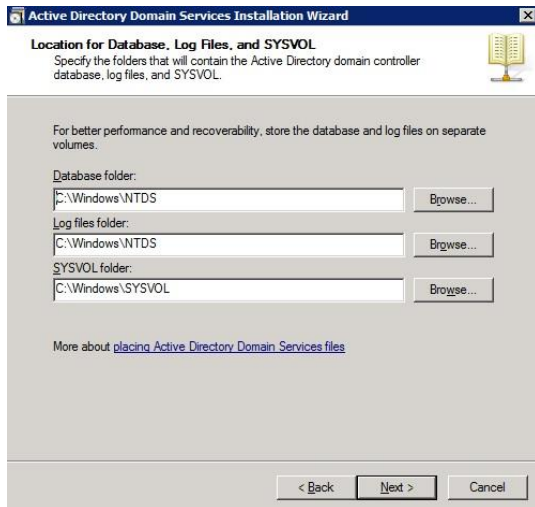 Active Directory Domain Services Installation Wizard
Location for Database, Log Files, and SYSVOL
Specify the folders that will contain the Active Directory domain controller
database, log files, and SYSVOL.
For better performance and recoverability, store the database and log files on separate
volumes.
Database folder:
C:\Windows\NTDS
Browse...
Log files folder:
C:\Windows\NTDS
Browse...
SYSVOL folder:
C:\Windows\SYSVOL
Browse...
More about placing Active Directory Domain Services files
< Back
Next >
Cancel